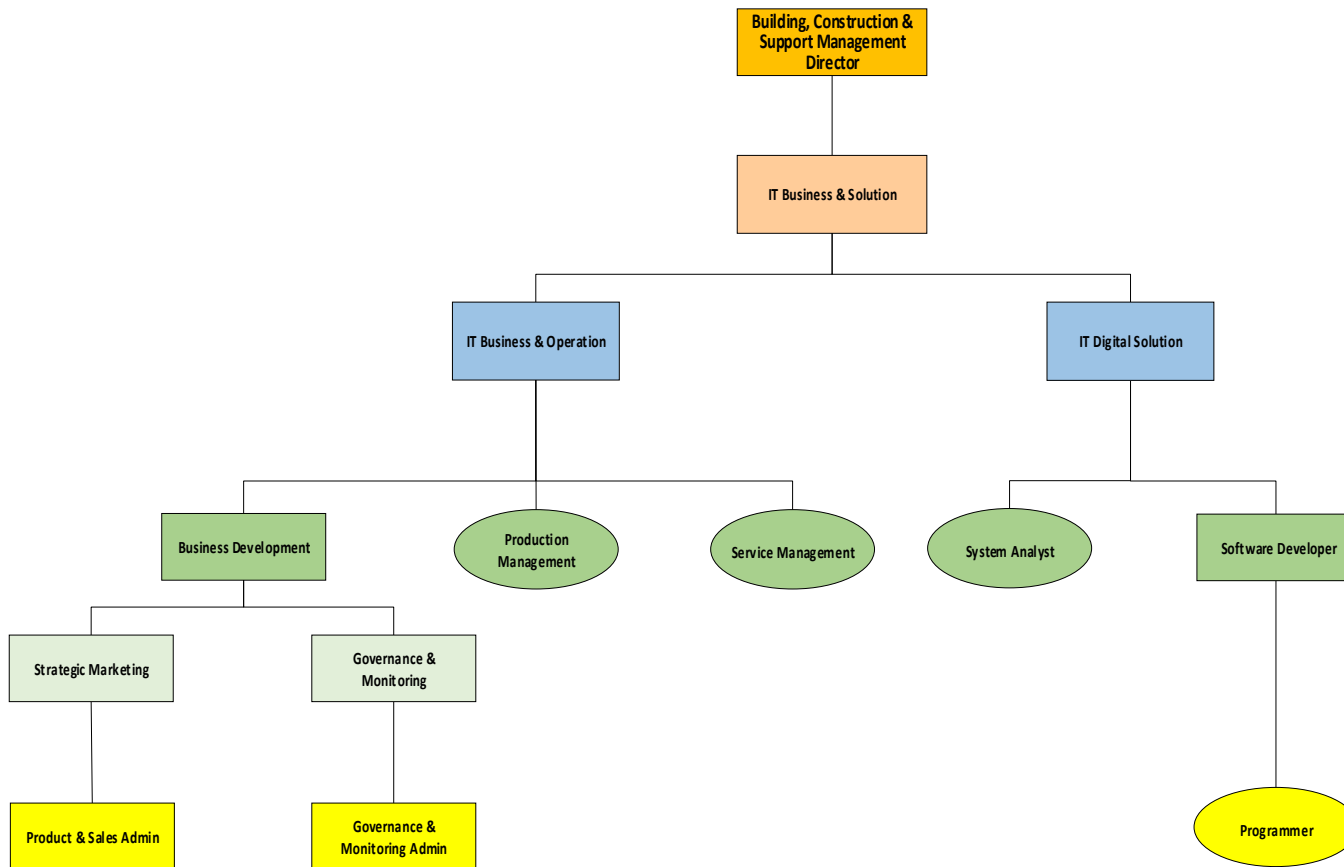 Building, Construction &
Support Management
Director
IT Business & Solution
IT Business & Operation
IT Digital Solution
Business Development
Production
Management
Service Management
System Analyst
Software Developer
Strategic Marketing
Governance &
Monitoring
Product & Sales Admin
Governance &
Monitoring Admin
Programmer